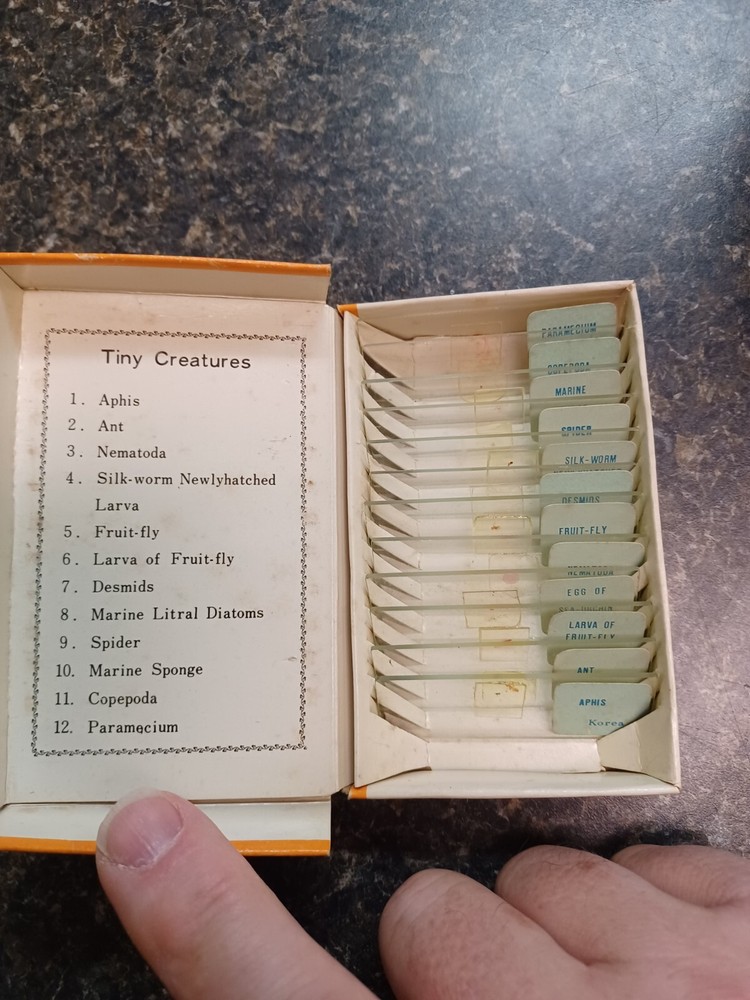 Tiny Creatures
1. Aphis
2. Ant
3. Nematoda
4. Silk-worm Newlyhatched
Larva
5. Fruit-fly
6. Larva of Fruit-fly
7. Desmids
8. Marine Litral Diatoms
9. Spider
10. Marine Sponge
11. Copepoda
12. Paramecium
PARAMECIUM
COPEPODA
MARINE
SPIDER
SILK-WORM
DESMIDS
FRUIT-FLY
NEMATODA
EGG OF
SEA-URCHIN
LARVA OF
FRUIT-FLY
ANT
APHIS
Korea